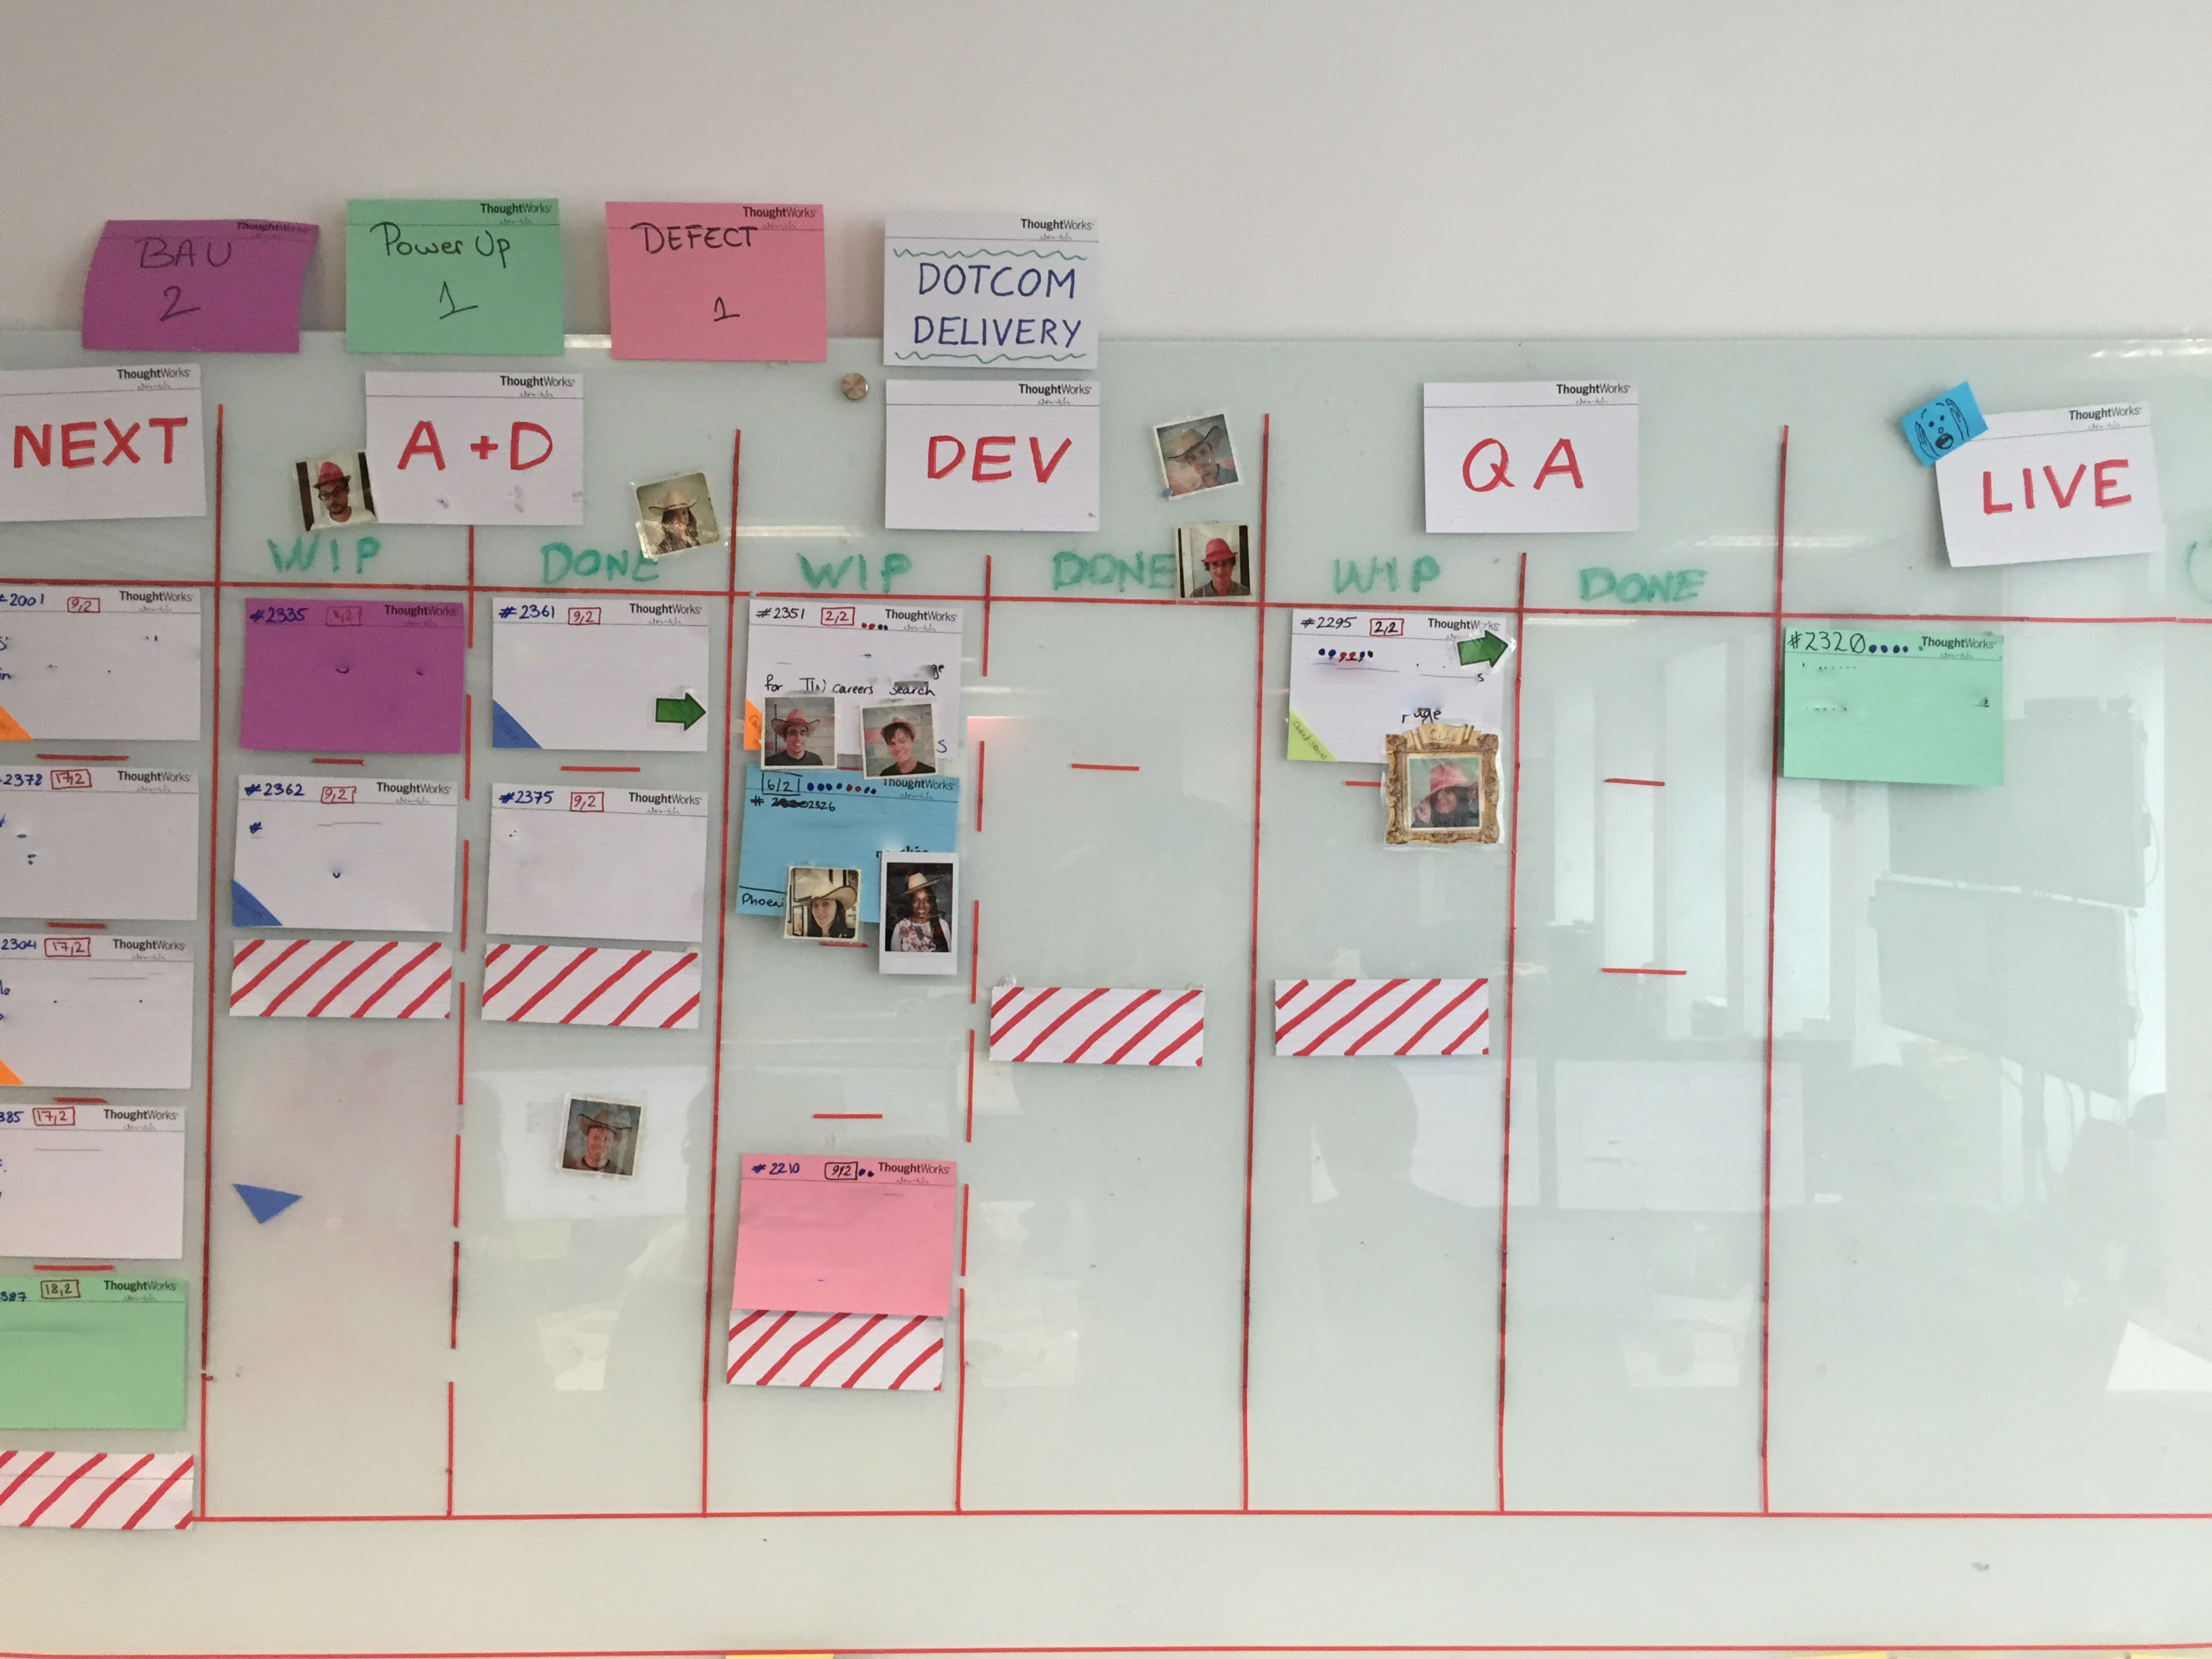 BAU
2
ThoughtWorks
Power Up
1
ThoughtWorks
DEFECT
1
ThoughtWorks
DOTCOM
DELIVERY
ThoughtWorks
NEXT
ThoughtWorks
A + D
ThoughtWorks
DEV
ThoughtWorks
QA
ThoughtWorks
LIVE
WIP
DONE
WIP
DONE
WIP
DONE
2001 9,2 ThoughtWorks
2378 17,2 ThoughtWorks
2304 17,2 ThoughtWorks
385 17,2 ThoughtWorks
387 18,2 ThoughtWorks
#2335 ThoughtWorks
#2362 9,2 ThoughtWorks
#
#2361 9,2 ThoughtWorks
#2375 9,2 ThoughtWorks
#2351 2,2 ThoughtWorks
for TW careers search
s
6/2 ThoughtWorks
# 2326
Phoeni
#2210 9/2 ThoughtWorks
#2295 2,2 ThoughtWorks
s
#2320 ThoughtWorks